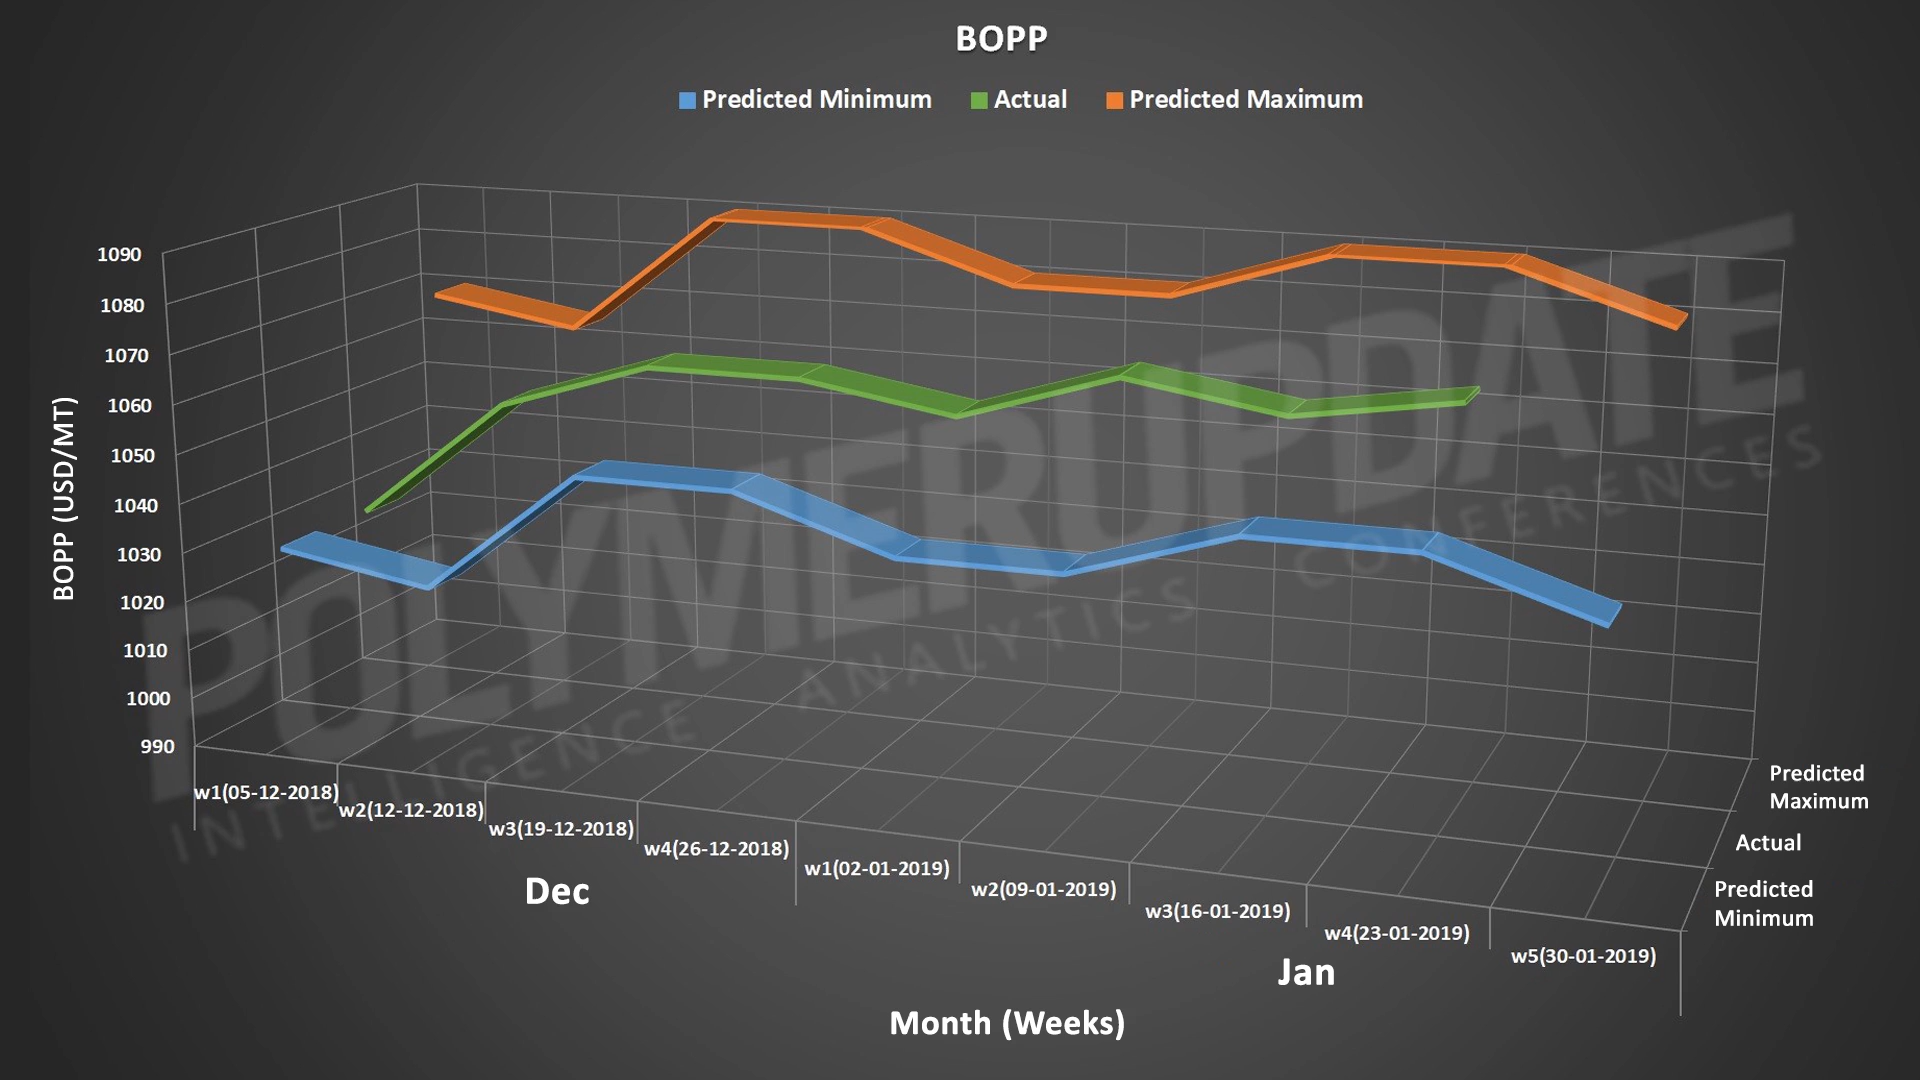 BOPP
Predicted Minimum
Actual
Predicted Maximum
BOPP (USD/MT)
1090
1080
1070
1060
1050
1040
1030
1020
1010
1000
990
w1(05-12-2018)
w2(12-12-2018)
w3(19-12-2018)
w4(26-12-2018)
w1(02-01-2019)
w2(09-01-2019)
w3(16-01-2019)
w4(23-01-2019)
w5(30-01-2019)
Dec
Jan
Month (Weeks)
Predicted
Maximum
Actual
Predicted
Minimum
POLYMERUPDATE
INTELLIGENCE ANALYTICS CONFERENCES